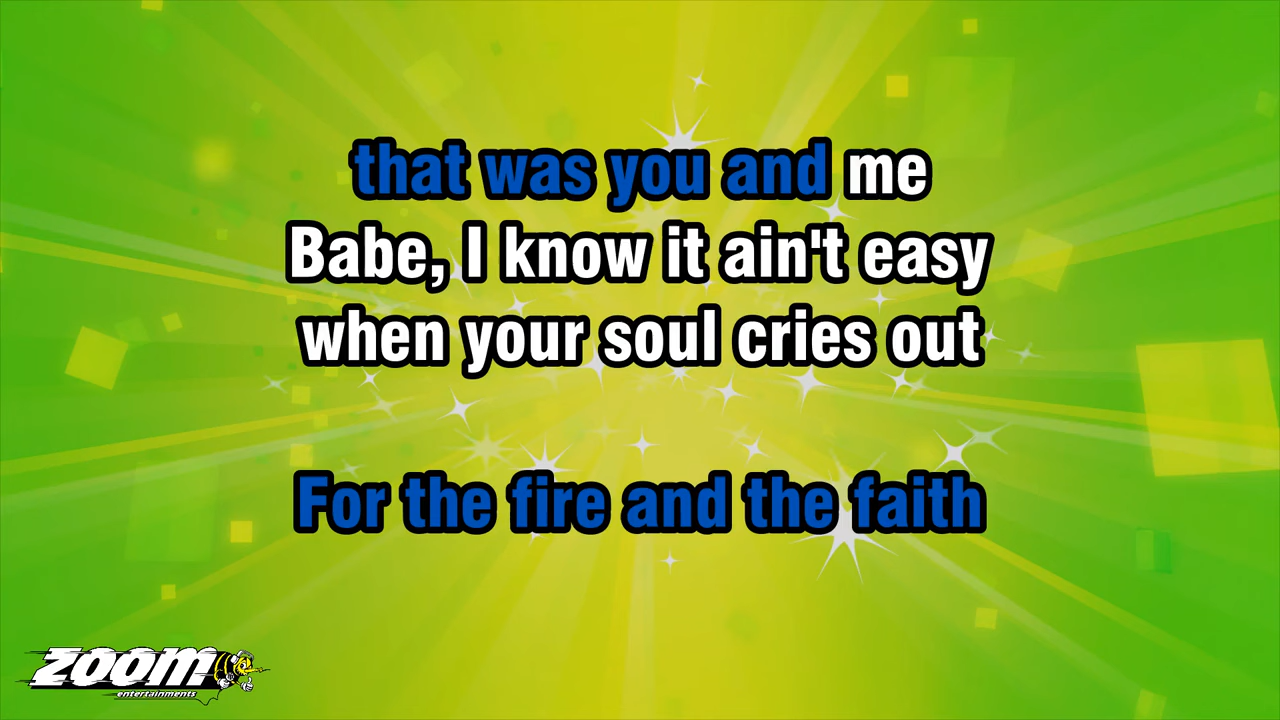 that was you and me
Babe, I know it ain't easy
when your soul cries out
For the fire and the faith
ZOOM
entertainments